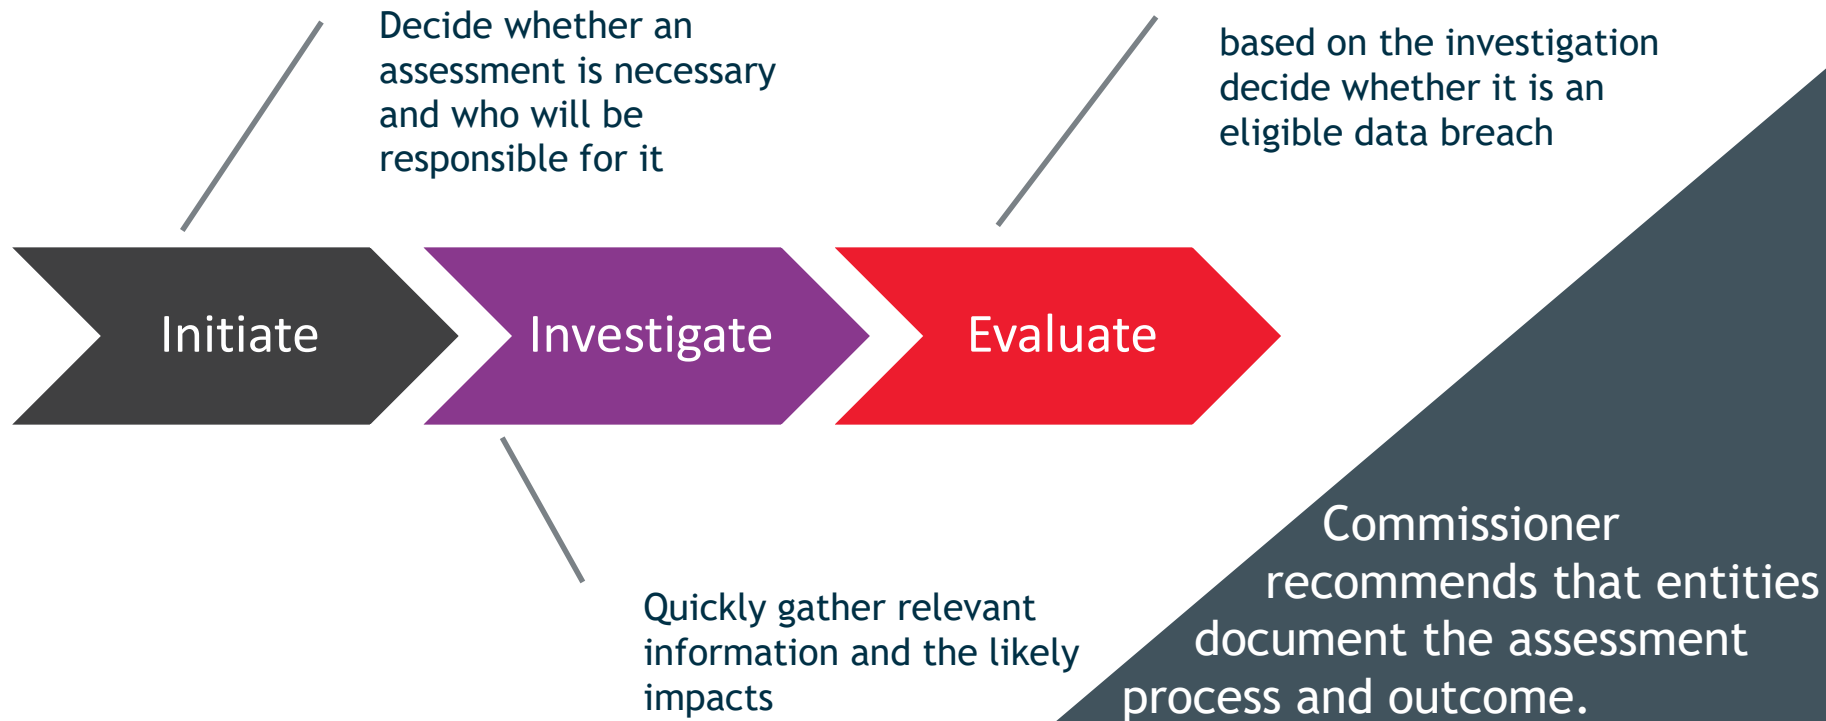 Decide whether an
assessment is necessary
and who will be
responsible for it
based on the investigation
decide whether it is an
eligible data breach
Initiate
Investigate
Evaluate
Quickly gather relevant
information and the likely
impacts
Commissioner
recommends that entities
document the assessment
process and outcome.